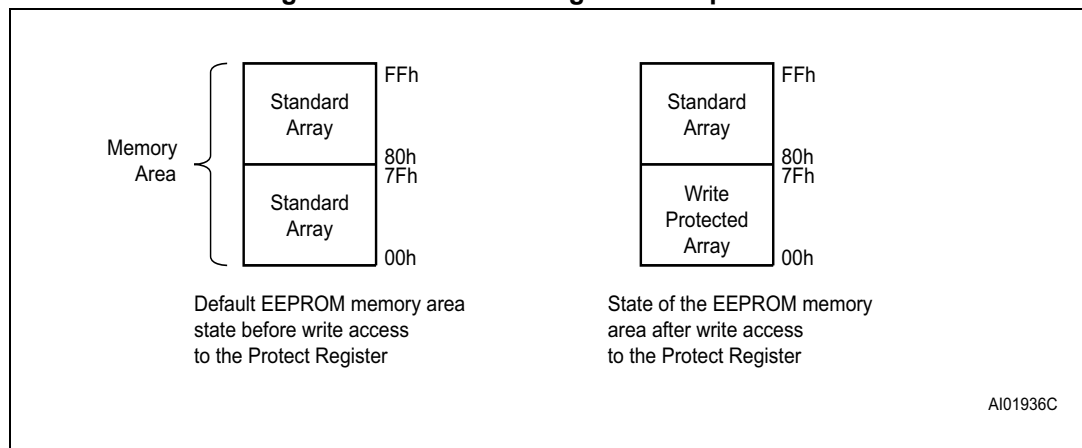 Memory
Area
Standard
Array
Standard
Array
FFh
80h
7Fh
00h
Default EEPROM memory area
state before write access
to the Protect Register
Standard
Array
Write
Protected
Array
FFh
80h
7Fh
00h
State of the EEPROM memory
area after write access
to the Protect Register
AI01936C